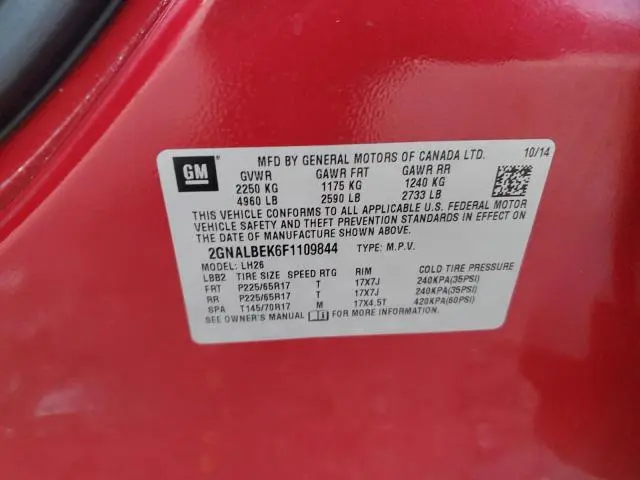 GM
MFD BY GENERAL MOTORS OF CANADA LTD. 10/14
GVWR GAWR FRT GAWR RR
2250 KG 1175 KG 1240 KG
4960 LB 2590 LB 2733 LB
THIS VEHICLE CONFORMS TO ALL APPLICABLE U.S. FEDERAL MOTOR
VEHICLE SAFETY AND THEFT PREVENTION STANDARDS IN EFFECT ON
THE DATE OF MANUFACTURE SHOWN ABOVE.
2GNALBEK6F1109844 TYPE: M.P.V.
MODEL: LH26
LBB2 TIRE SIZE SPEED RTG RIM COLD TIRE PRESSURE
FRT P225/65R17 T 17X7J 240KPA(35PSI)
RR P225/65R17 T 17X7J 240KPA(35PSI)
SPA T145/70R17 M 17X4.5T 420KPA(60PSI)
SEE OWNER'S MANUAL FOR MORE INFORMATION.